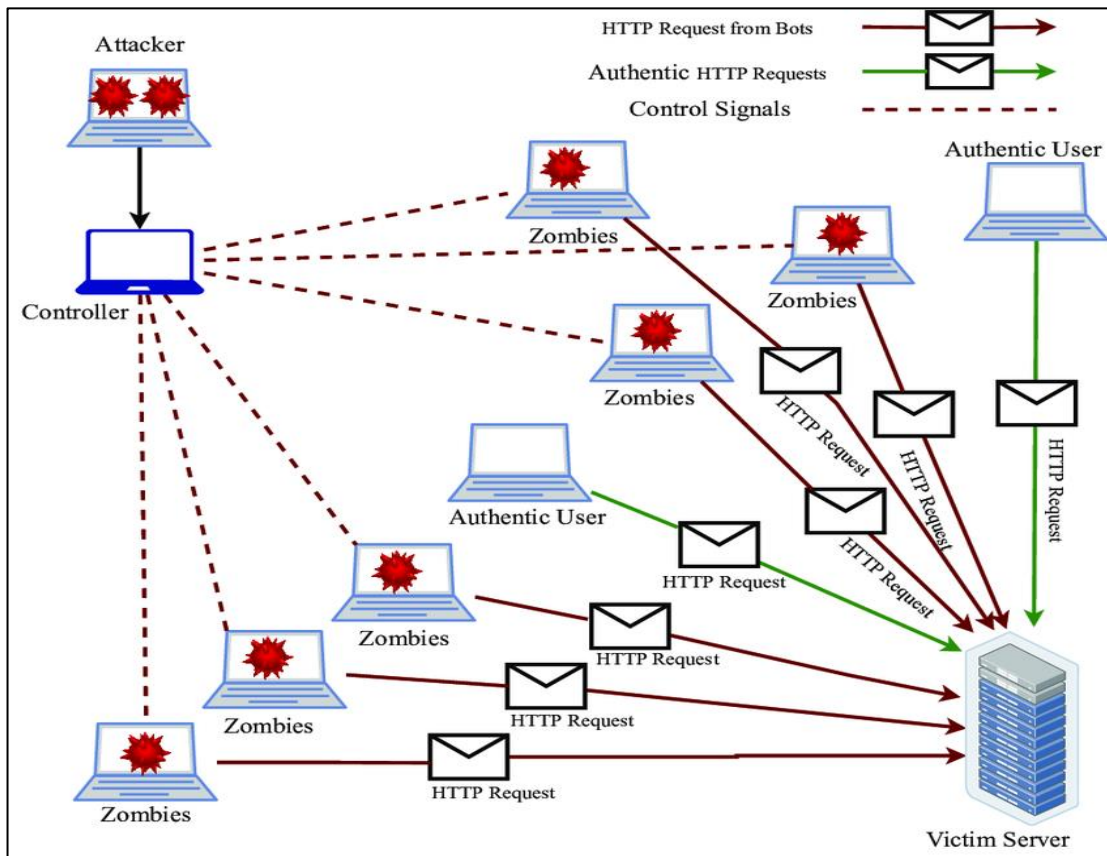 Attacker
HTTP Request from Bots
Authentic HTTP Requests
Control Signals
Authentic User
Zombies
Zombies
Controller
Zombies
HTTP Request
HTTP Request
HTTP Request
HTTP Request
Authentic User
HTTP Request
Zombies
HTTP Request
Zombies
HTTP Request
Zombies
HTTP Request
Victim Server